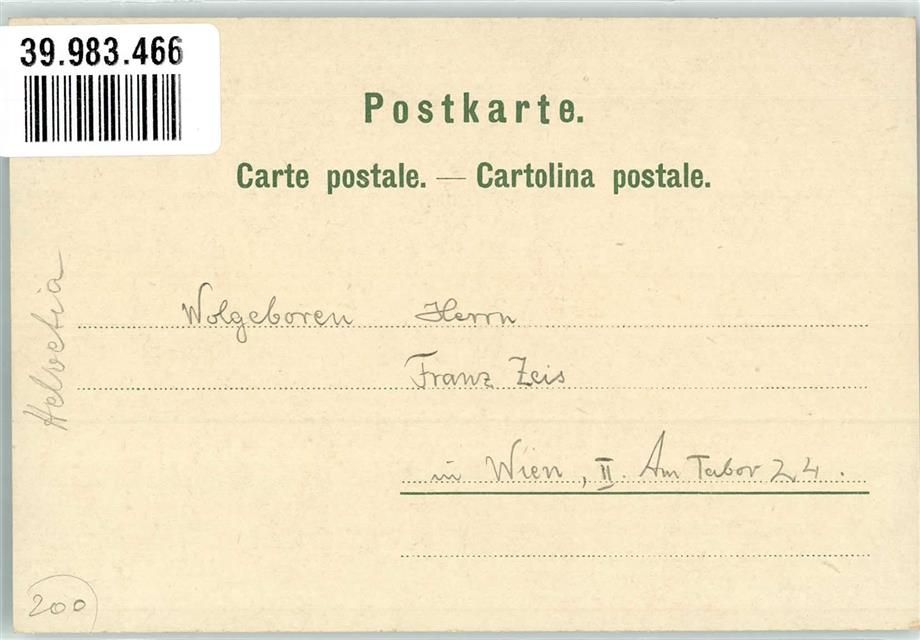 39.983.466
Postkarte.
Carte postale. — Cartolina postale.
Helvetia
Wolgeboren Herrn
Franz Zeis
in Wien, II. Am Tabor 24.
200